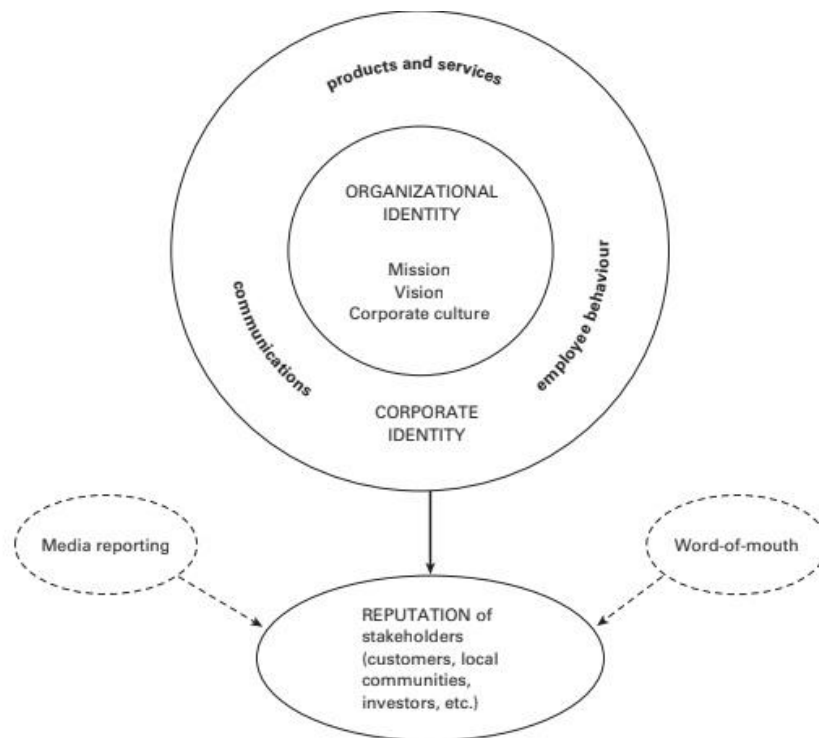 products and services
ORGANIZATIONAL
IDENTITY
Mission
Vision
Corporate culture
communications
employee behaviour
CORPORATE
IDENTITY
Media reporting
Word-of-mouth
REPUTATION of
stakeholders
(customers, local
communities,
investors, etc.)